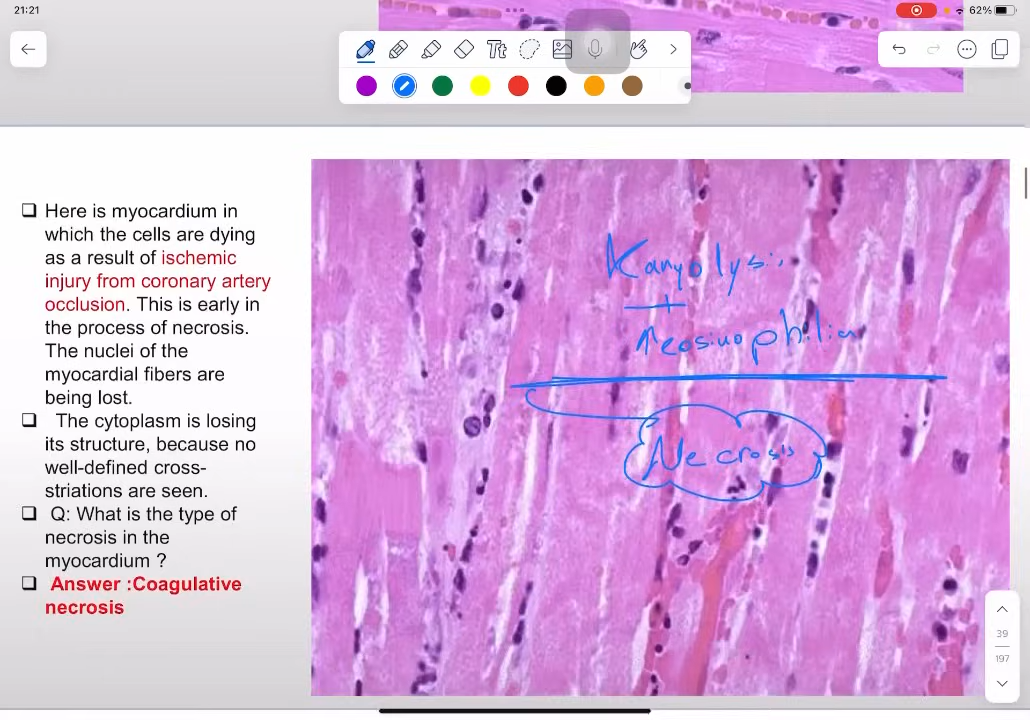 21:21
62%
Tt
❑ Here is myocardium in
which the cells are dying
as a result of ischemic
injury from coronary artery
occlusion. This is early in
the process of necrosis.
The nuclei of the
myocardial fibers are
being lost.
❑ The cytoplasm is losing
its structure, because no
well-defined cross-
striations are seen.
❑ Q: What is the type of
necrosis in the
myocardium ?
❑ Answer :Coagulative
necrosis
Karyolysis
+
↑eosinophilia
Necrosis
39
197